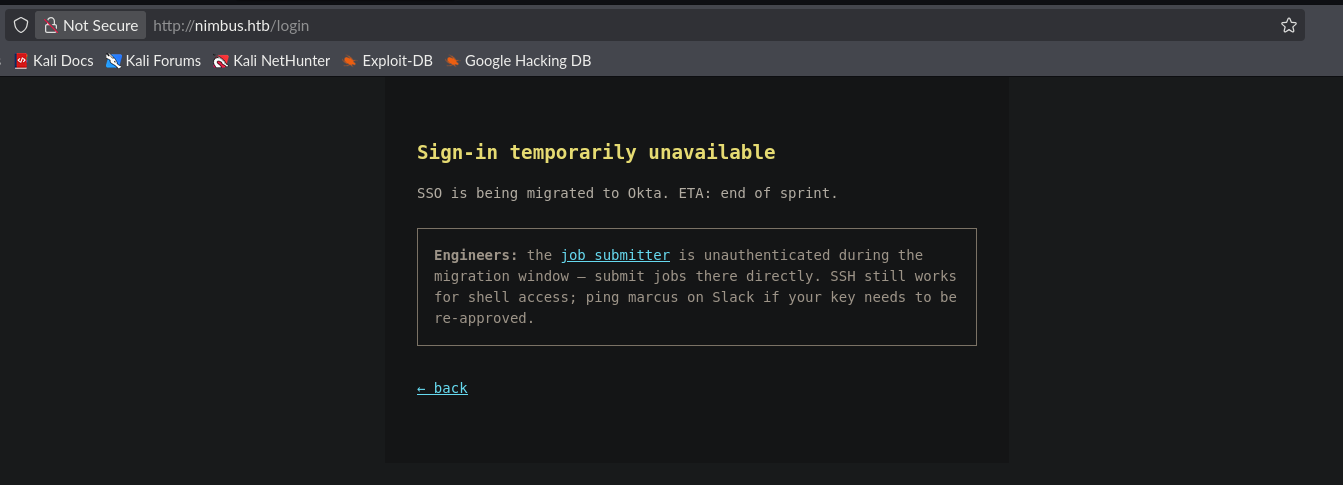 Not Secure http://nimbus.htb/login
Kali Docs Kali Forums Kali NetHunter Exploit-DB Google Hacking DB
Sign-in temporarily unavailable
SSO is being migrated to Okta. ETA: end of sprint.
Engineers: the job submitter is unauthenticated during the
migration window — submit jobs there directly. SSH still works
for shell access; ping marcus on Slack if your key needs to be
re-approved.
← back